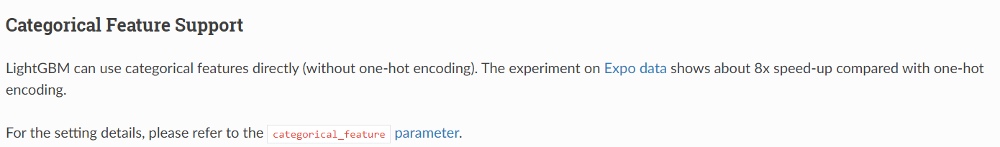 Categorical Feature Support
LightGBM can use categorical features directly (without one-hot encoding). The experiment on Expo data shows about 8x speed-up compared with one-hot
encoding.
For the setting details, please refer to the categorical_feature parameter.